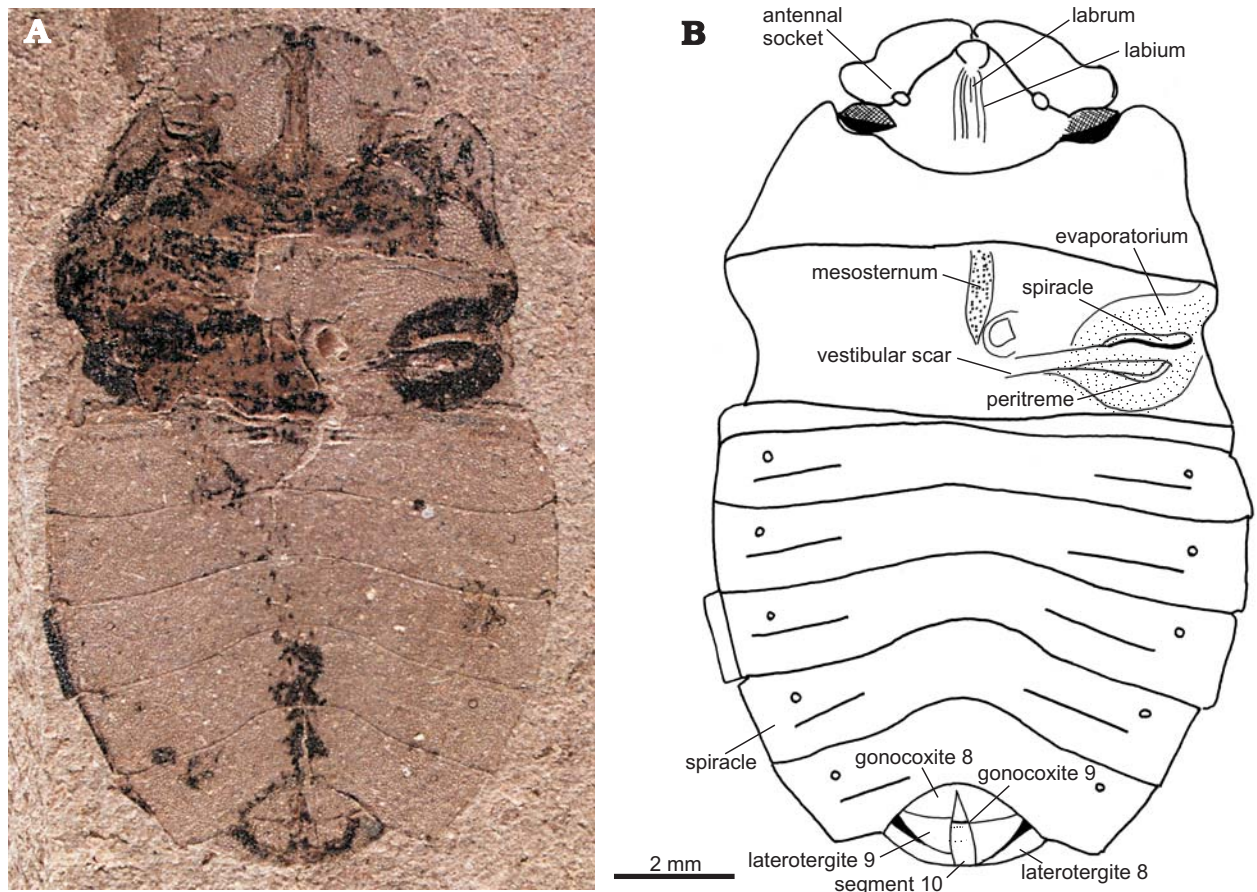 A
B
antennal
socket
labrum
labium
evaporatorium
mesosternum
spiracle
vestibular scar
peritreme
spiracle
gonocoxite 8
gonocoxite 9
laterotergite 9
laterotergite 8
segment 10
2 mm